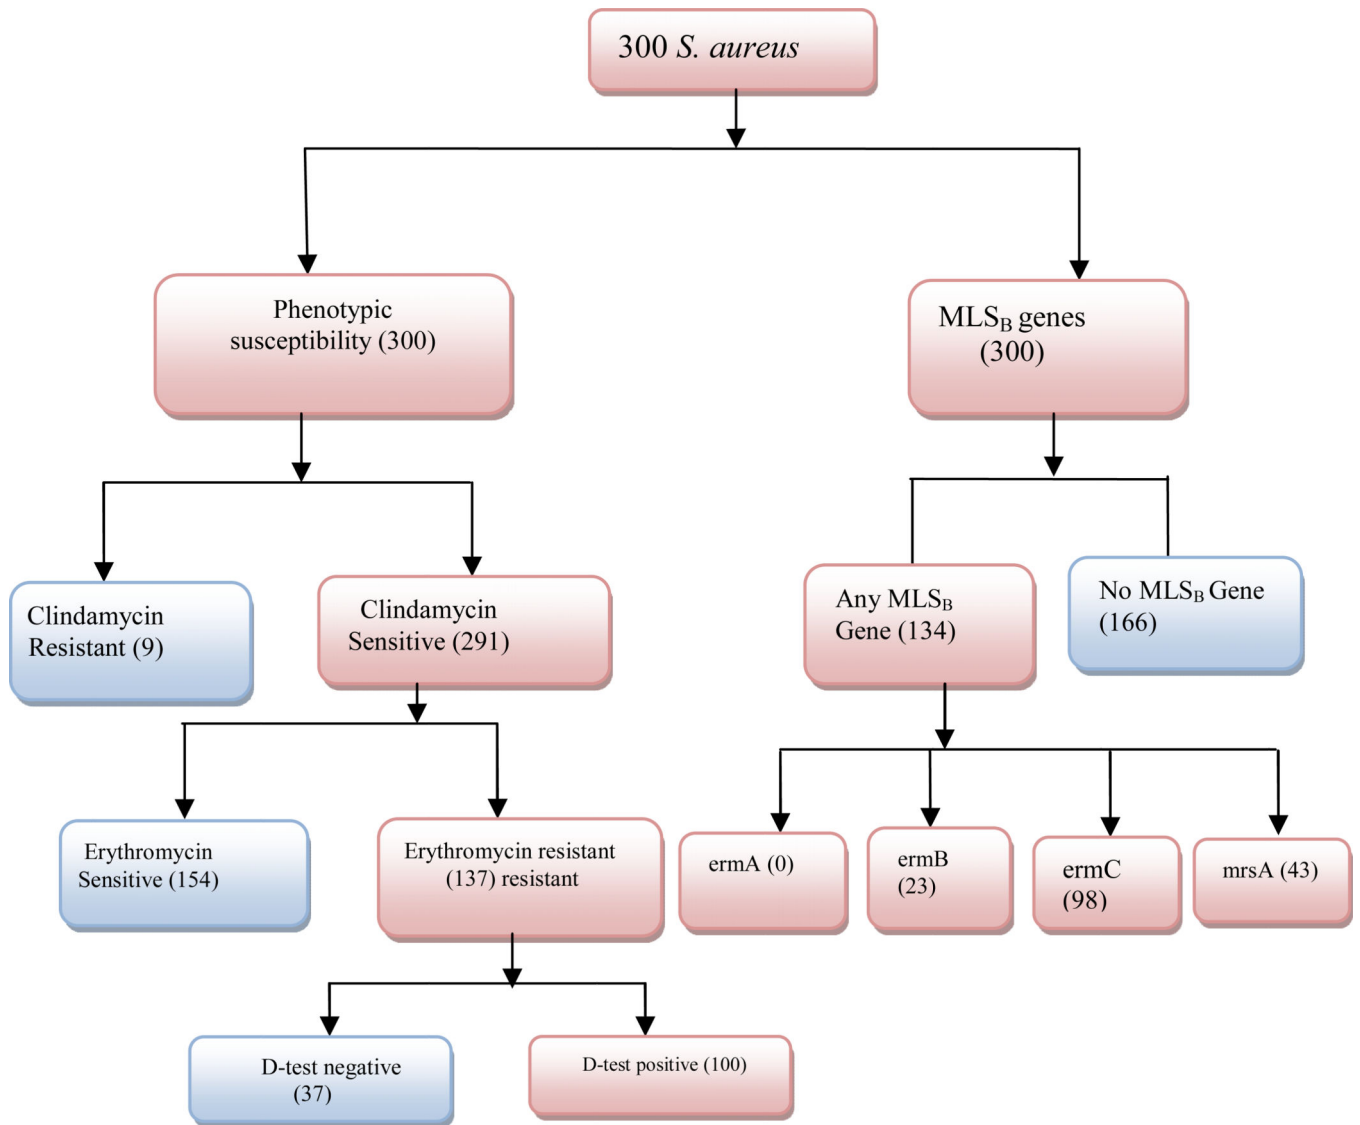 300 S. aureus
Phenotypic
susceptibility (300)
MLSB genes
(300)
Clindamycin
Resistant (9)
Clindamycin
Sensitive (291)
Any MLSB
Gene (134)
No MLSB Gene
(166)
Erythromycin
Sensitive (154)
Erythromycin resistant
(137) resistant
ermA (0)
ermB
(23)
ermC
(98)
mrsA (43)
D-test negative
(37)
D-test positive (100)